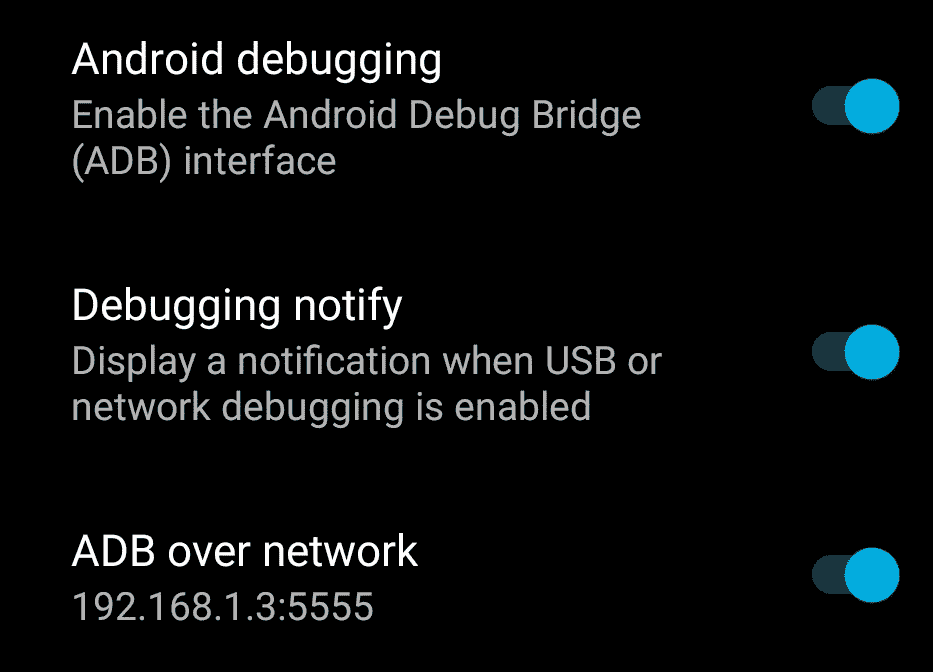 Android debugging
Enable the Android Debug Bridge
(ADB) interface
Debugging notify
Display a notification when USB or
network debugging is enabled
ADB over network
192.168.1.3:5555